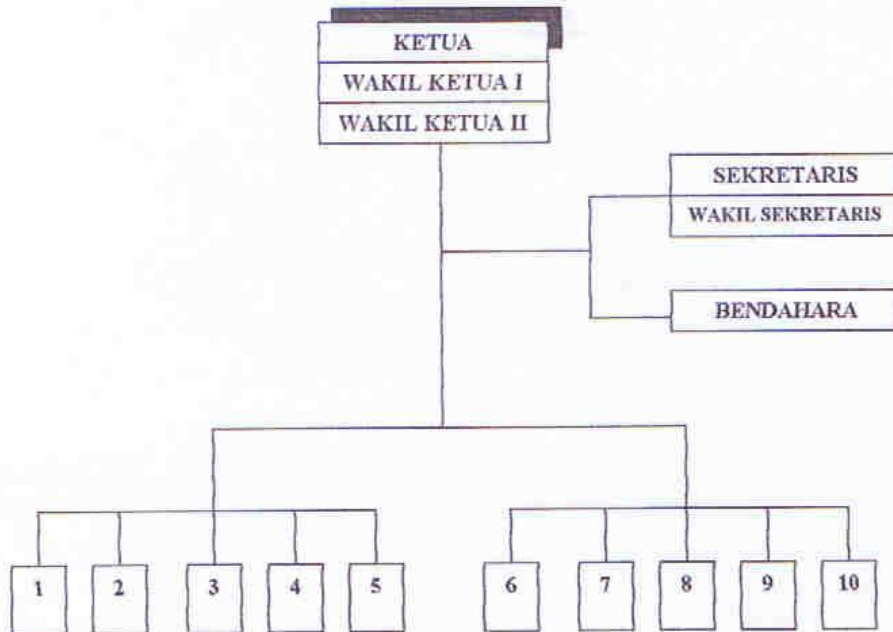 KETUA
WAKIL KETUA I
WAKIL KETUA II
SEKRETARIS
WAKIL SEKRETARIS
BENDAHARA
1 2 3 4 5 6 7 8 9 10